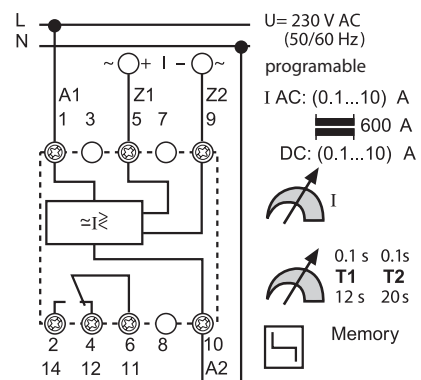 L
N
U= 230 V AC
(50/60 Hz)
~ + I – ~
programable
A1 Z1 Z2
1 3 5 7 9
I AC: (0.1...10) A
600 A
DC: (0.1...10) A
≃I≷
I
0.1 s 0.1s
T1 T2
12 s 20s
2 4 6 8 10
14 12 11 A2
Memory